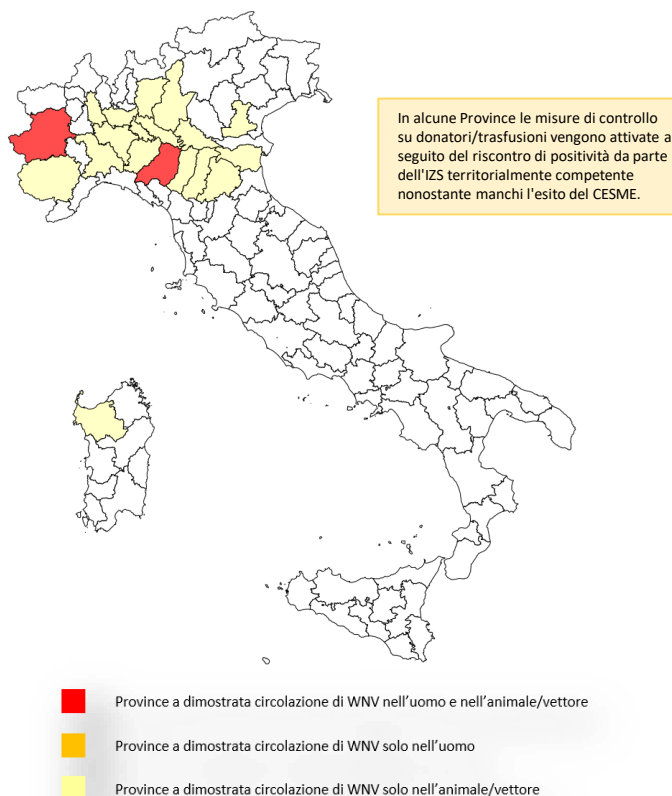 In alcune Province le misure di controllo
su donatori/trasfusioni vengono attivate a
seguito del riscontro di positività da parte
dell'IZS territorialmente competente
nonostante manchi l'esito del CESME.
Province a dimostrata circolazione di WNV nell'uomo e nell'animale/vettore
Province a dimostrata circolazione di WNV solo nell'uomo
Province a dimostrata circolazione di WNV solo nell'animale/vettore